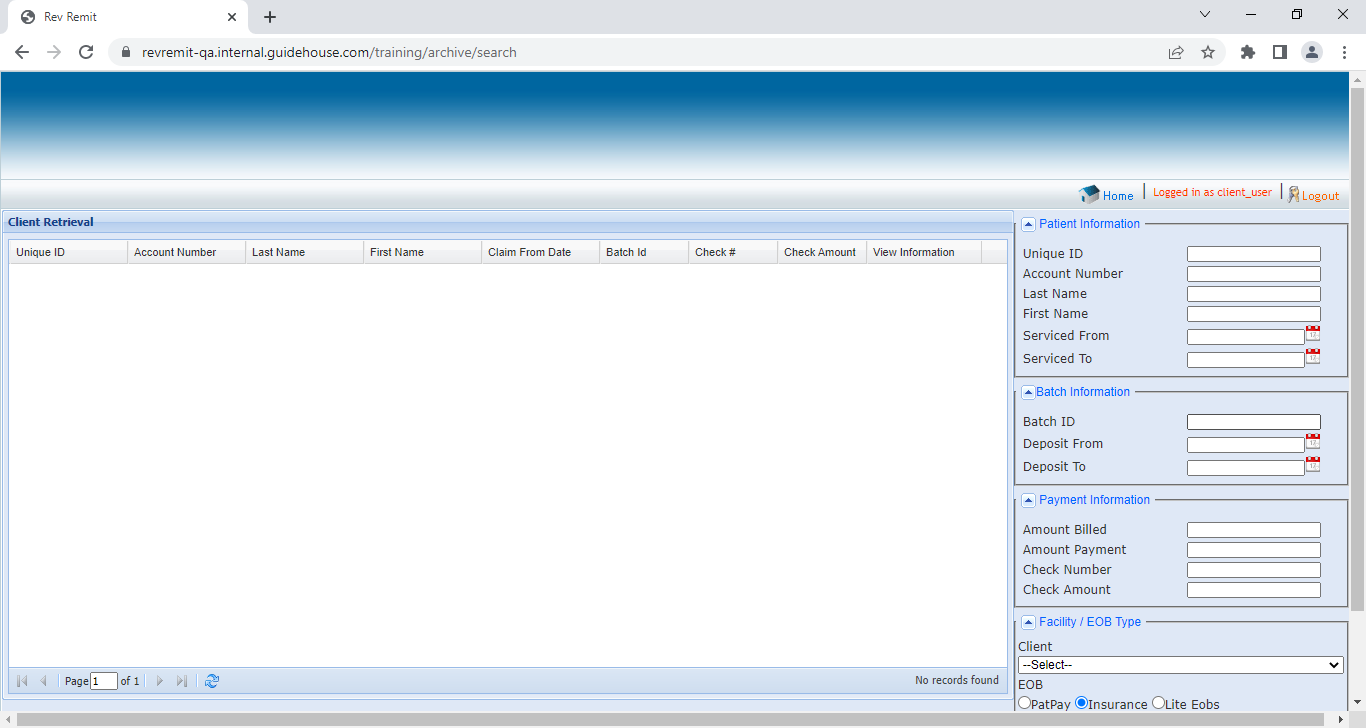 Rev Remit
revremit-qa.internal.guidehouse.com/training/archive/search
Home
Logged in as client_user
Logout
Client Retrieval
Unique ID Account Number Last Name First Name Claim From Date Batch Id Check # Check Amount View Information
Page 1 of 1
No records found
Patient Information
Unique ID
Account Number
Last Name
First Name
Serviced From
Serviced To
Batch Information
Batch ID
Deposit From
Deposit To
Payment Information
Amount Billed
Amount Payment
Check Number
Check Amount
Facility / EOB Type
Client
--Select--
EOB
PatPay Insurance Lite Eobs